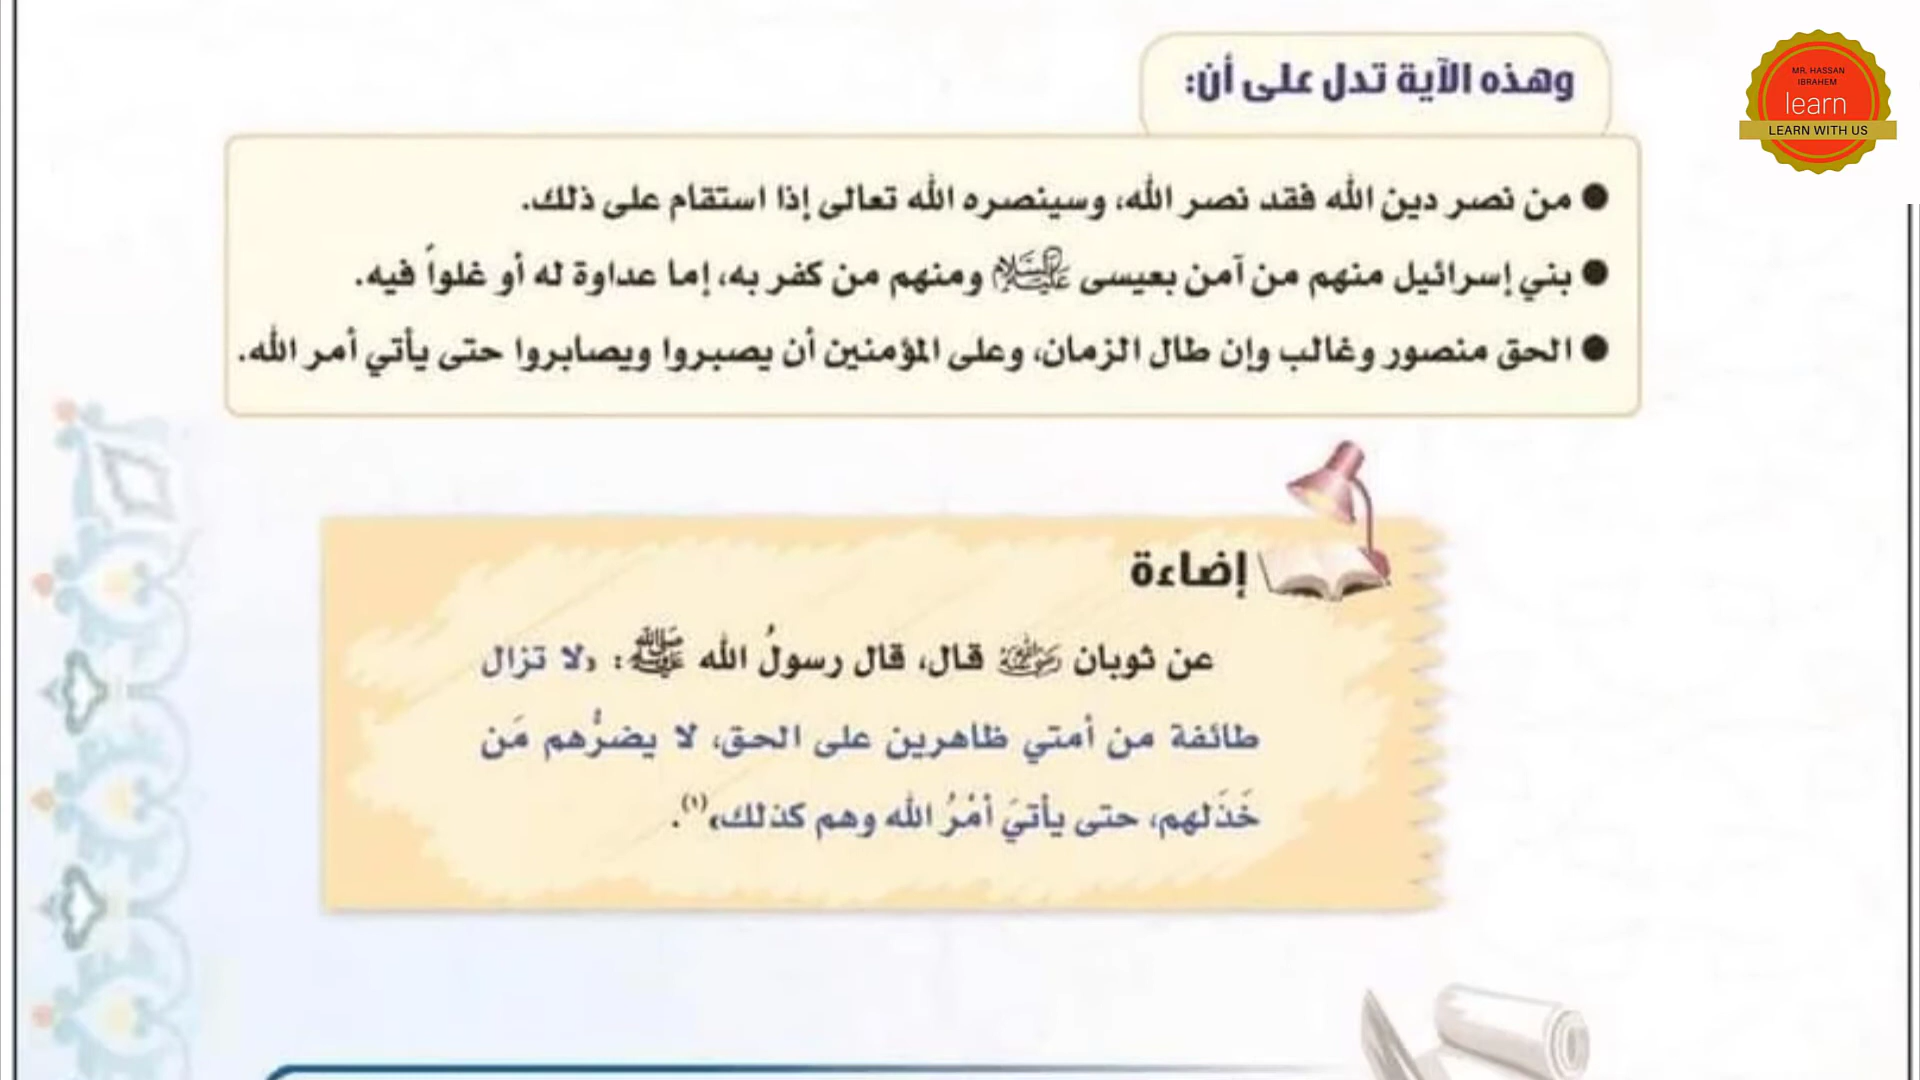 وهذه الآية تدل على أن:
MR. HASSAN
IBRAHEM
learn
LEARN WITH US
● من نصر دين الله فقد نصر الله، وسينصره الله تعالى إذا استقام على ذلك.
● بني إسرائيل منهم من آمن بعيسى عليه السلام ومنهم من كفر به، إما عداوة له أو غلواً فيه.
● الحق منصور وغالب وإن طال الزمان، وعلى المؤمنين أن يصبروا ويصابروا حتى يأتي أمر الله.
إضاءة
عن ثوبان رضي الله عنه قال، قال رسولُ الله ﷺ: «لا تزال
طائفة من أمتي ظاهرين على الحق، لا يضرُّهم مَن
خَذَلهم، حتى يأتيَ أمْرُ الله وهم كذلك»(١).